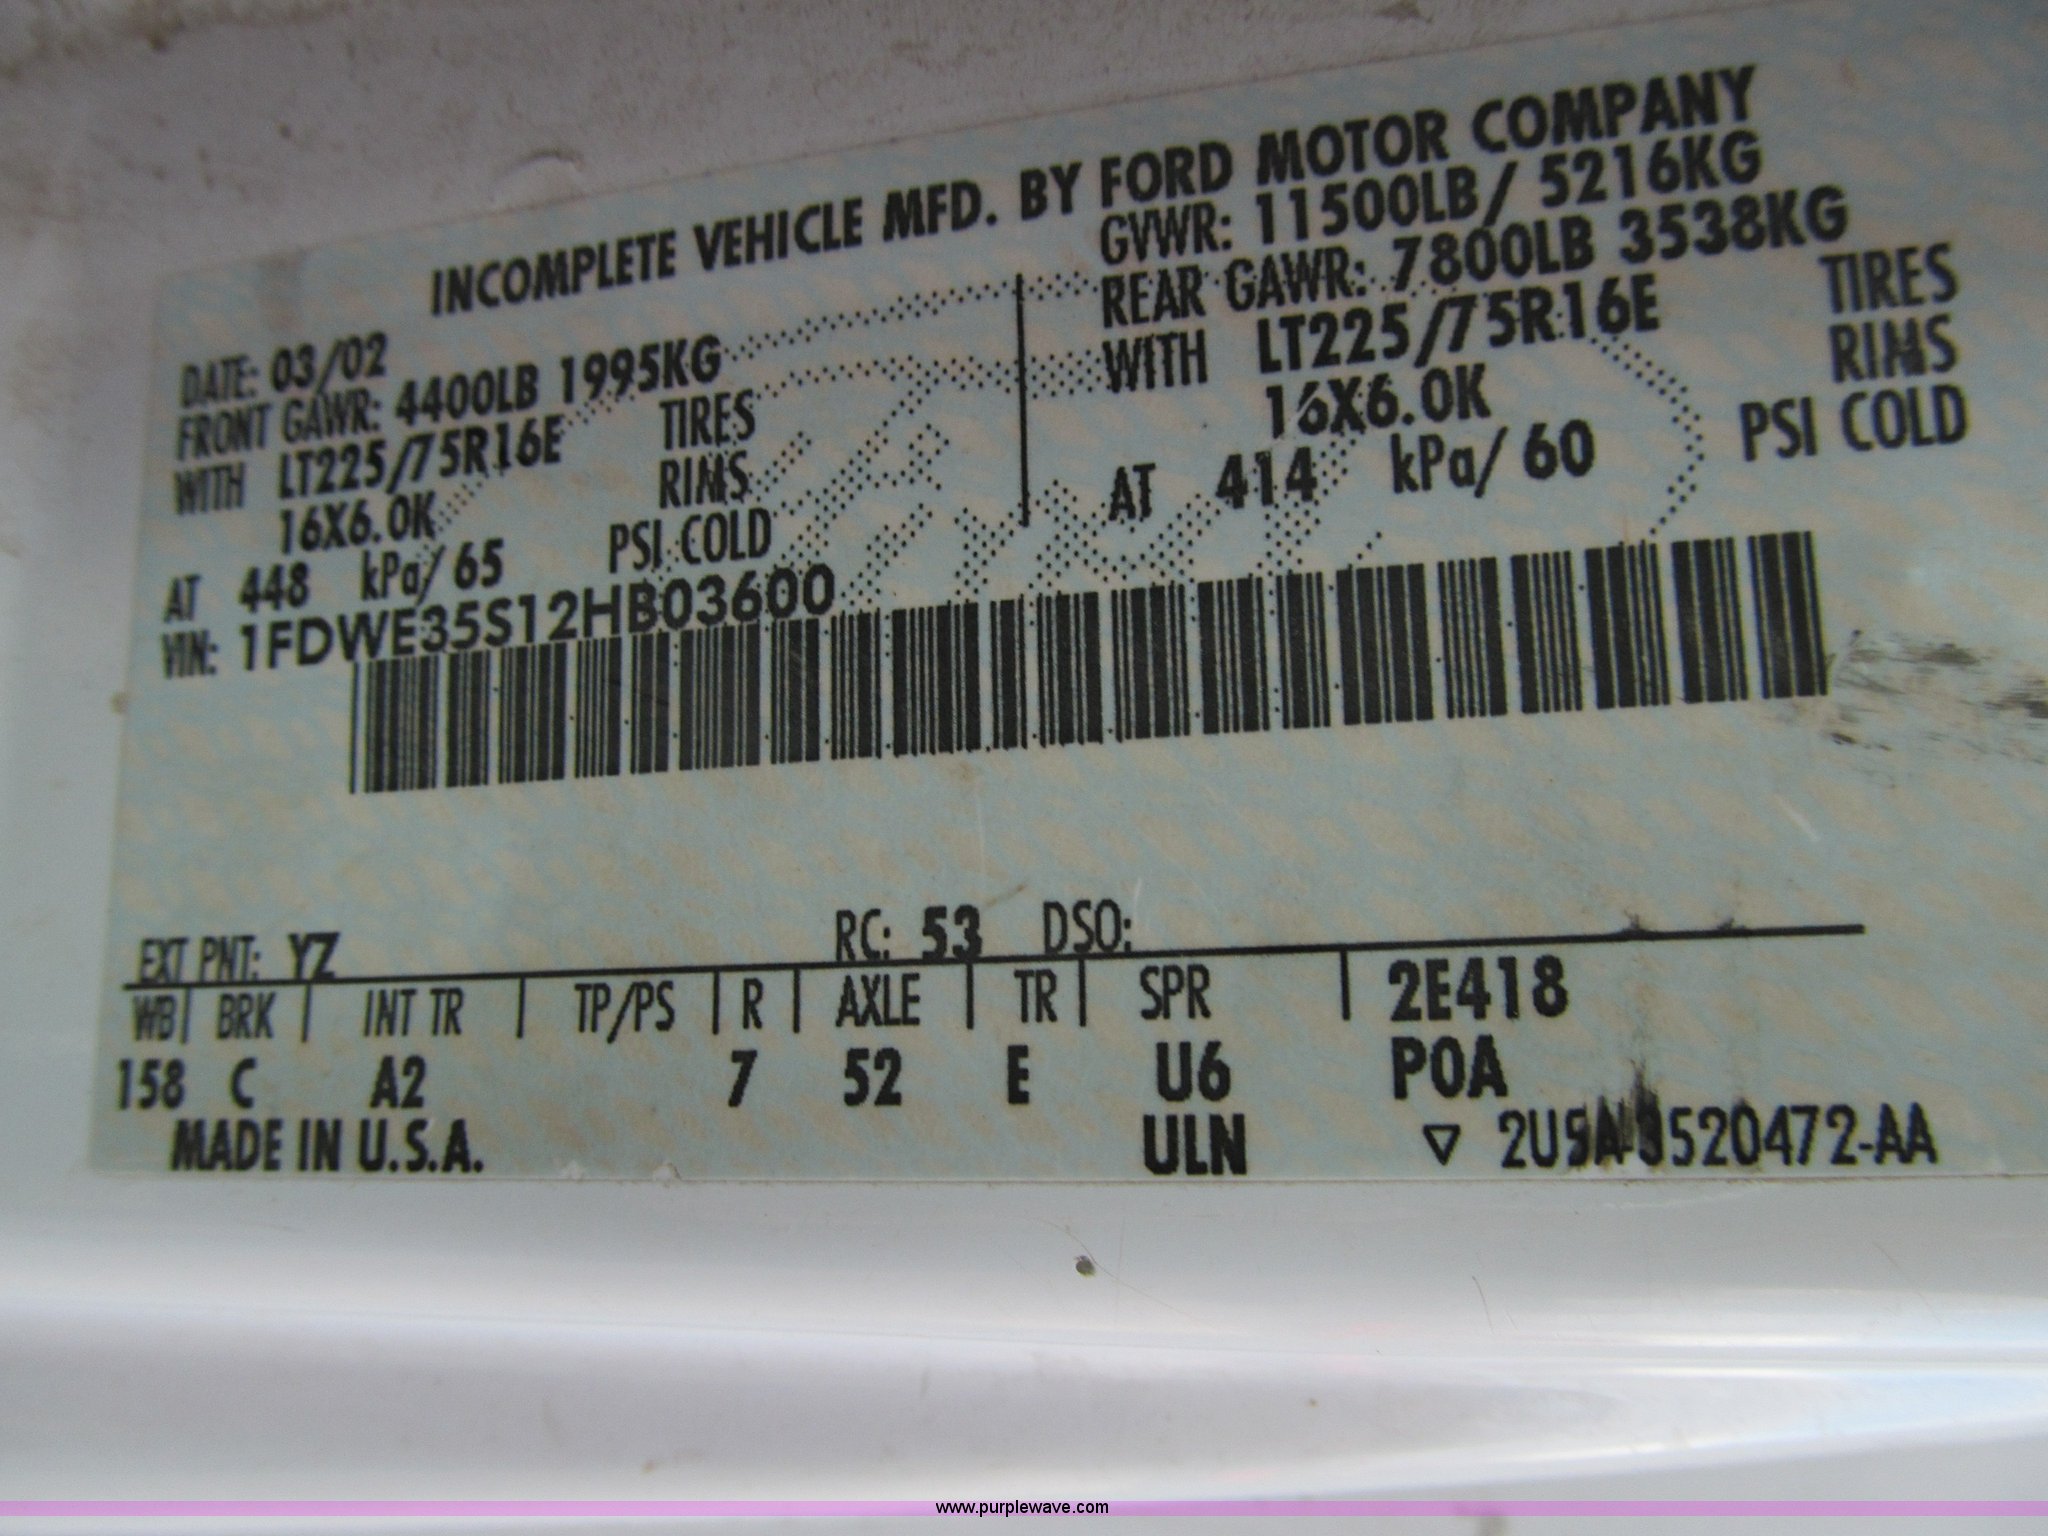 INCOMPLETE VEHICLE MFD. BY FORD MOTOR COMPANY
DATE: 03/02
GVWR: 11500LB/ 5216KG
FRONT GAWR: 4400LB 1995KG
REAR GAWR: 7800LB 3538KG
WITH LT225/75R16E TIRES
WITH LT225/75R16E TIRES
16X6.0K RIMS
16X6.0K RIMS
AT 448 kPa/ 65 PSI COLD
AT 414 kPa/ 60 PSI COLD
VIN: 1FDWE35S12HB03600
EXT PNT: YZ RC: 53 DSO:
WB| BRK | INT TR | TP/PS | R | AXLE | TR | SPR | 2E418
158 C A2 7 52 E U6 P0A
MADE IN U.S.A. ULN ▽ 2U5A-3520472-AA
www.purplewave.com